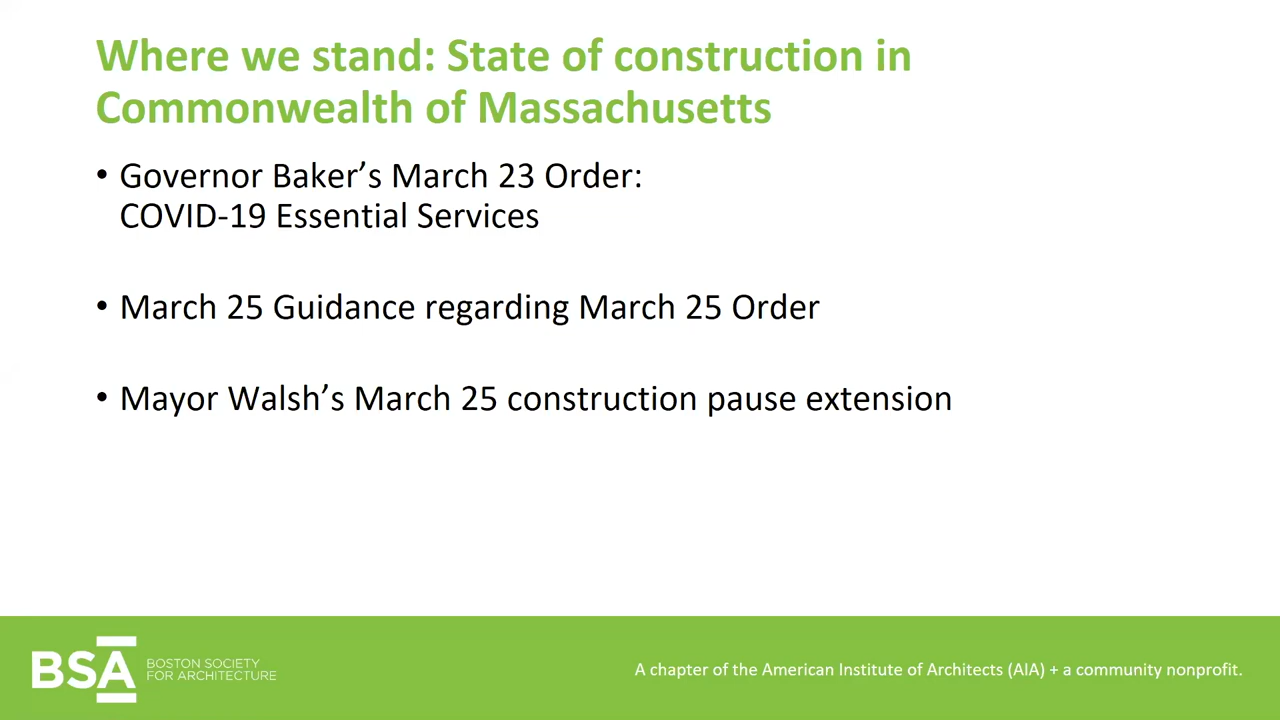 Where we stand: State of construction in
Commonwealth of Massachusetts
• Governor Baker’s March 23 Order:
COVID-19 Essential Services
• March 25 Guidance regarding March 25 Order
• Mayor Walsh’s March 25 construction pause extension
BSA
BOSTON SOCIETY
FOR ARCHITECTURE
A chapter of the American Institute of Architects (AIA) + a community nonprofit.